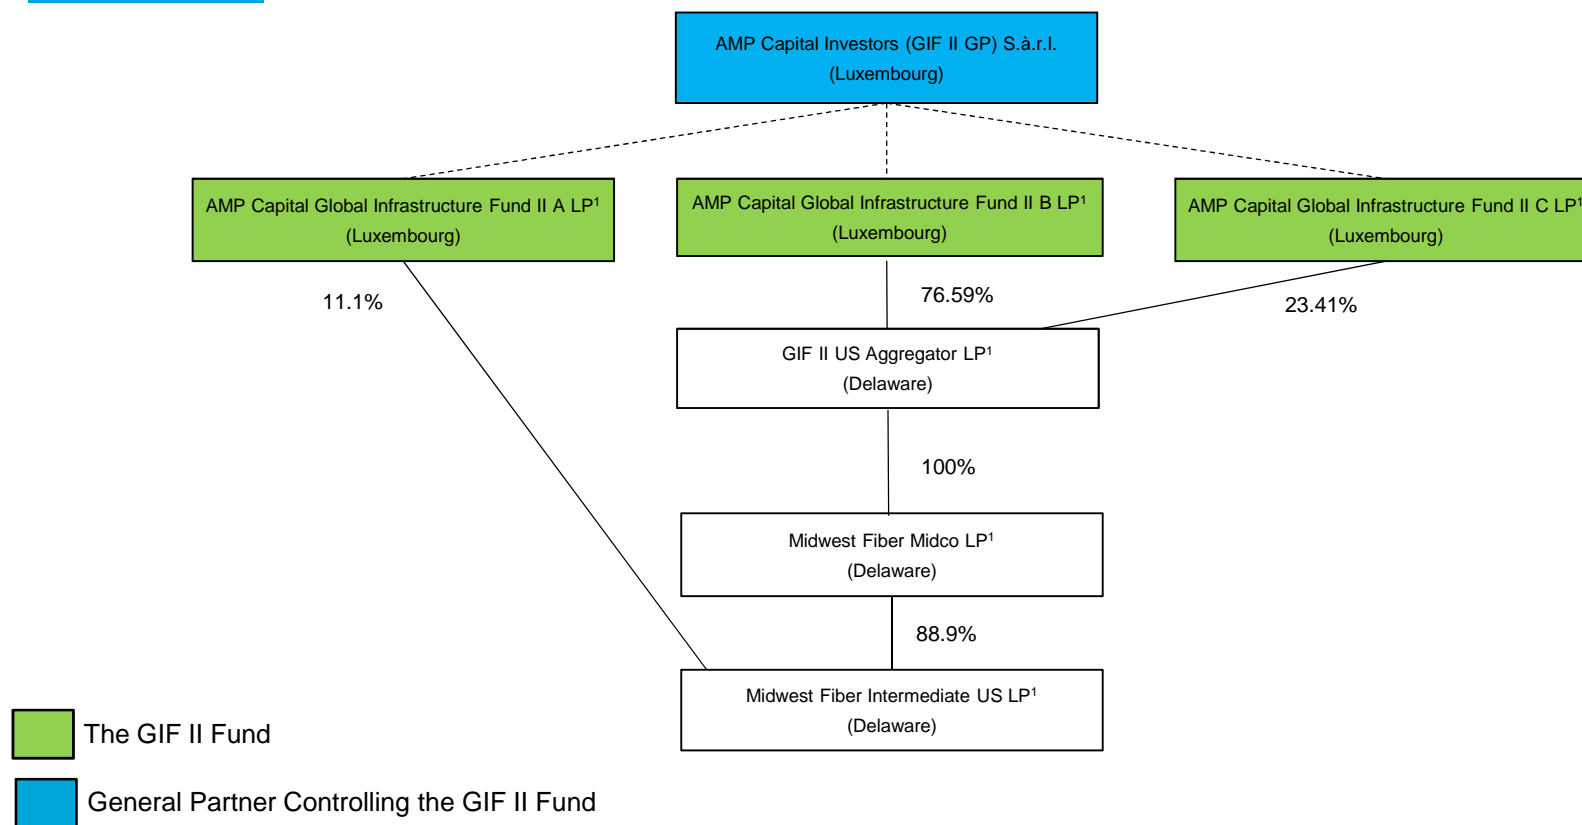 AMP Capital Investors (GIF II GP) S.à.r.l.
(Luxembourg)
AMP Capital Global Infrastructure Fund II A LP¹
(Luxembourg)
AMP Capital Global Infrastructure Fund II B LP¹
(Luxembourg)
AMP Capital Global Infrastructure Fund II C LP¹
(Luxembourg)
11.1%
76.59%
23.41%
GIF II US Aggregator LP¹
(Delaware)
100%
Midwest Fiber Midco LP¹
(Delaware)
88.9%
Midwest Fiber Intermediate US LP¹
(Delaware)
The GIF II Fund
General Partner Controlling the GIF II Fund